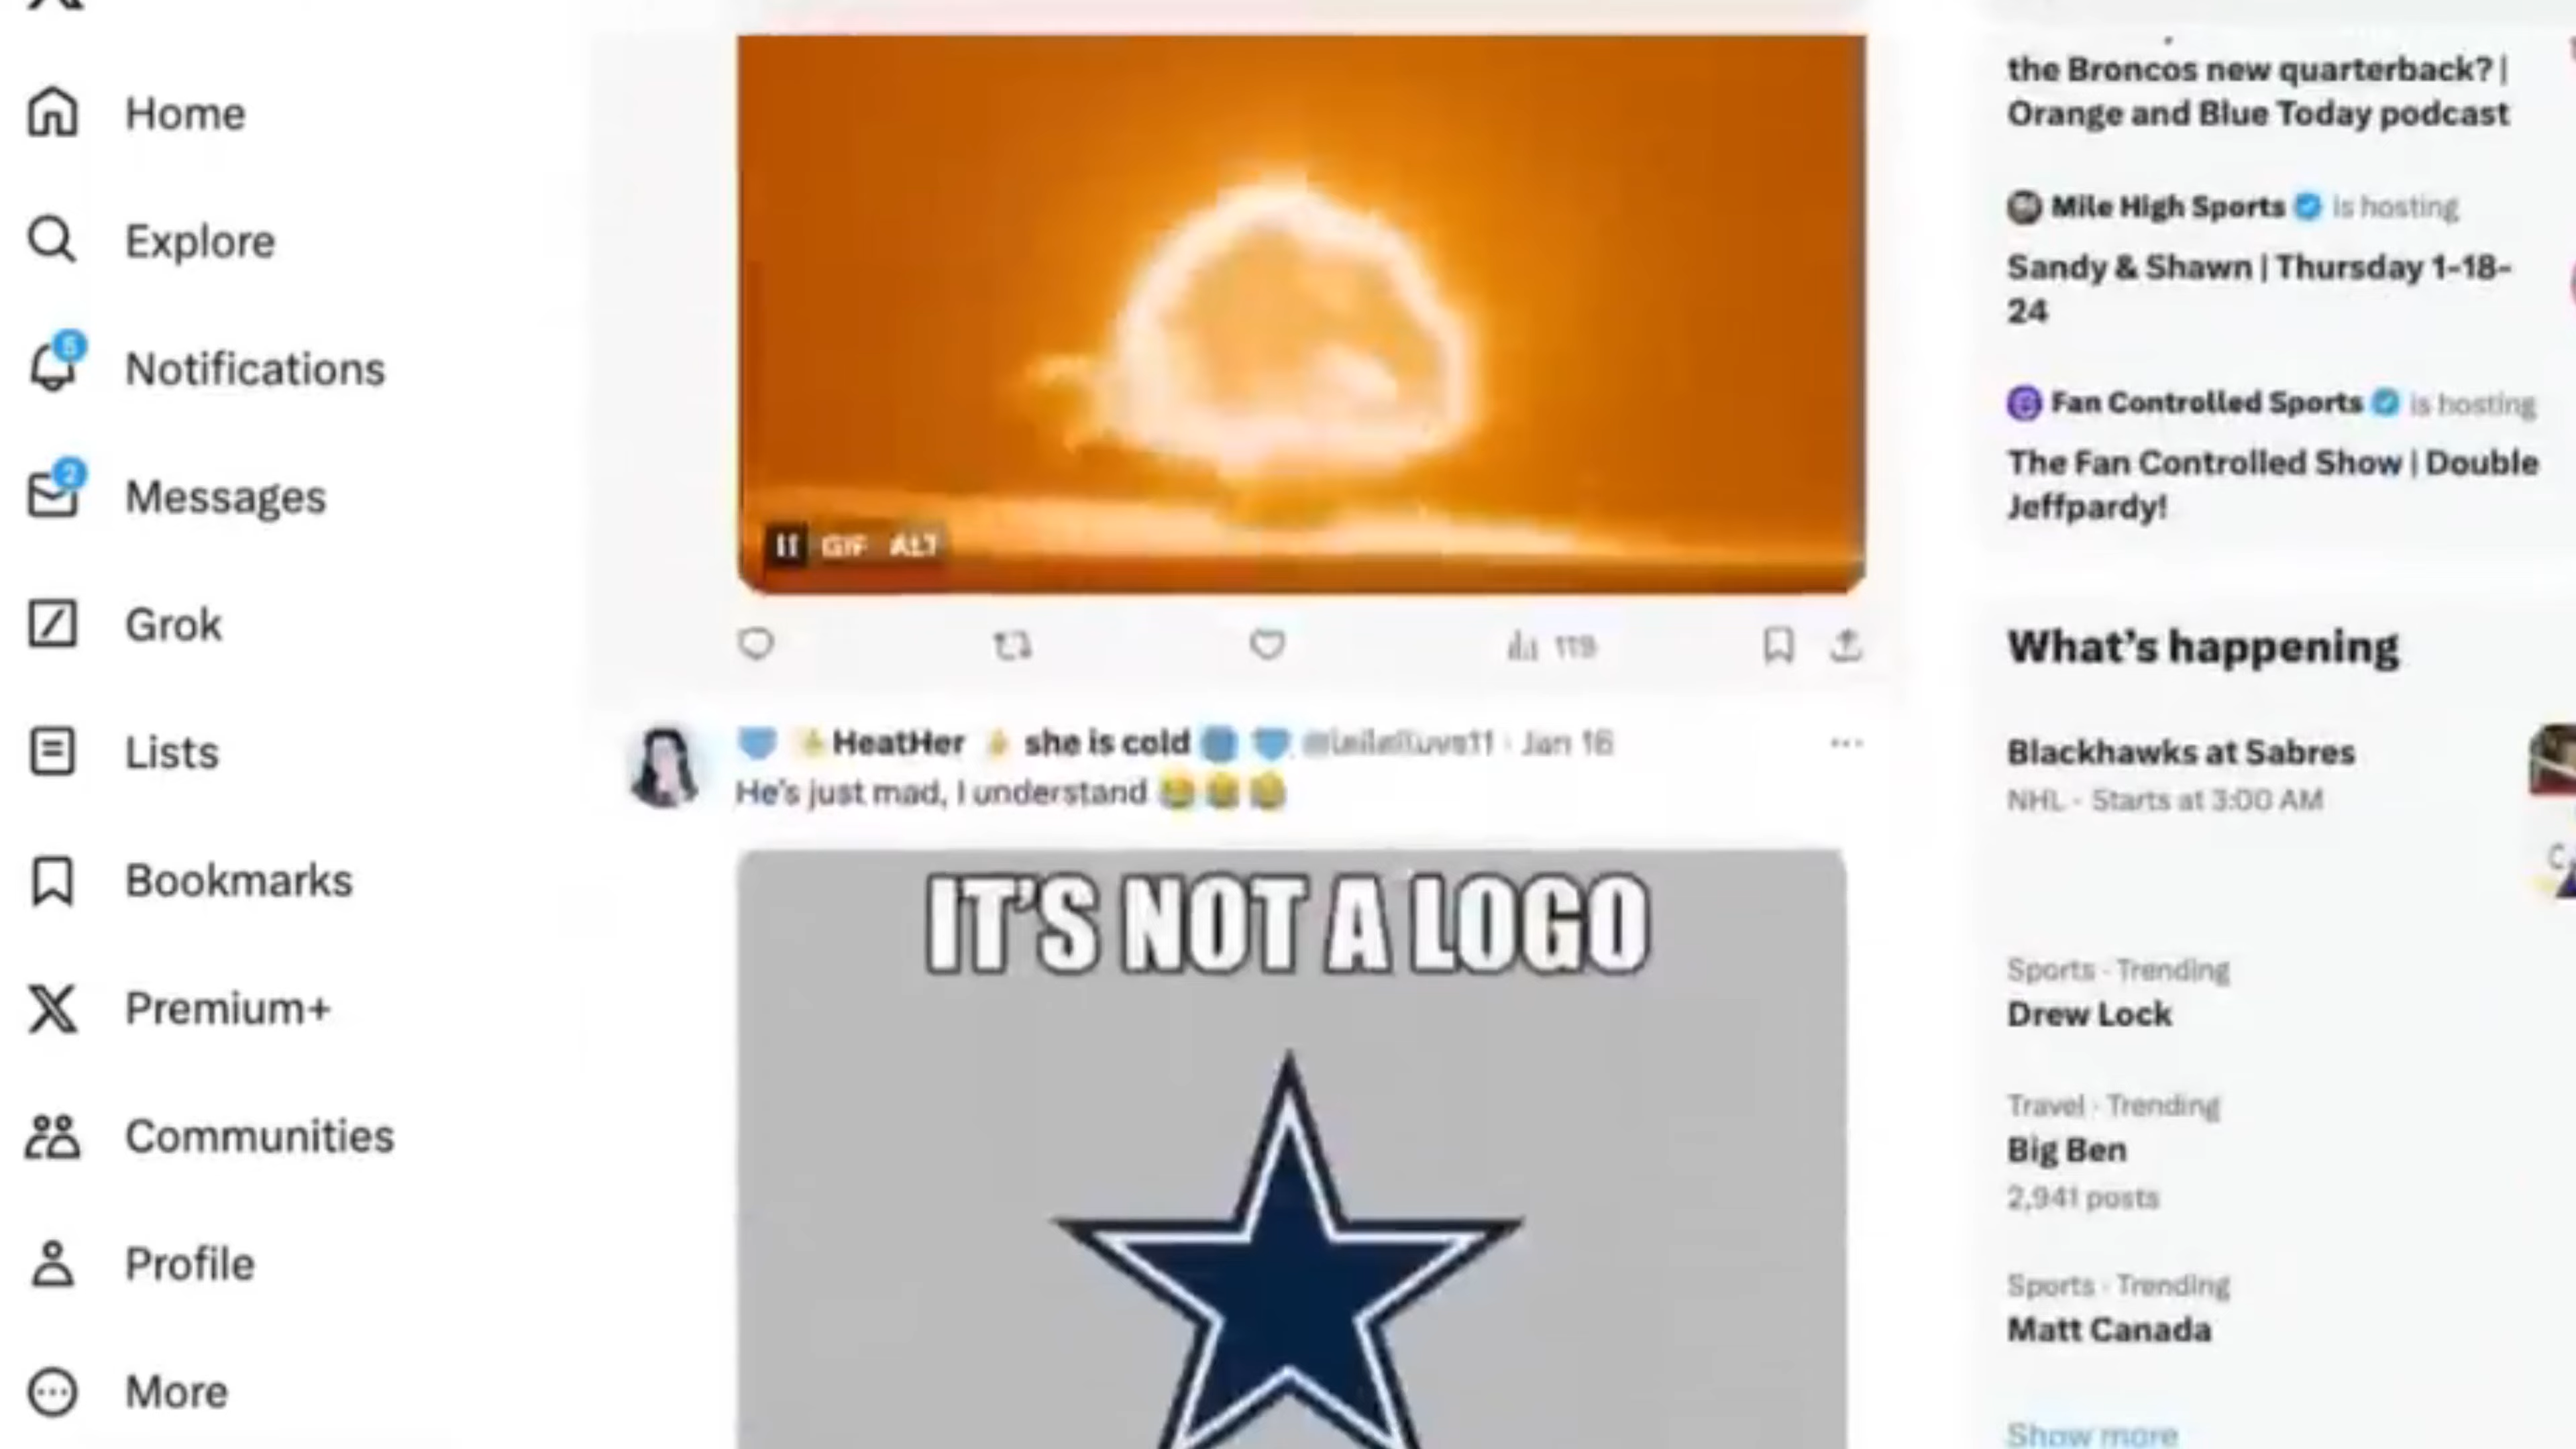 Home
Explore
5
Notifications
2
Messages
Grok
Lists
Bookmarks
Premium+
Communities
Profile
More
GIF ALT
119
HeatHer she is cold · Jan 16
He's just mad, I understand
IT'S NOT A LOGO
the Broncos new quarterback? |
Orange and Blue Today podcast
Mile High Sports is hosting
Sandy & Shawn | Thursday 1-18-
24
Fan Controlled Sports is hosting
The Fan Controlled Show | Double
Jeffpardy!
What's happening
Blackhawks at Sabres
NHL · Starts at 3:00 AM
Sports · Trending
Drew Lock
Travel · Trending
Big Ben
2,941 posts
Sports · Trending
Matt Canada
Show more